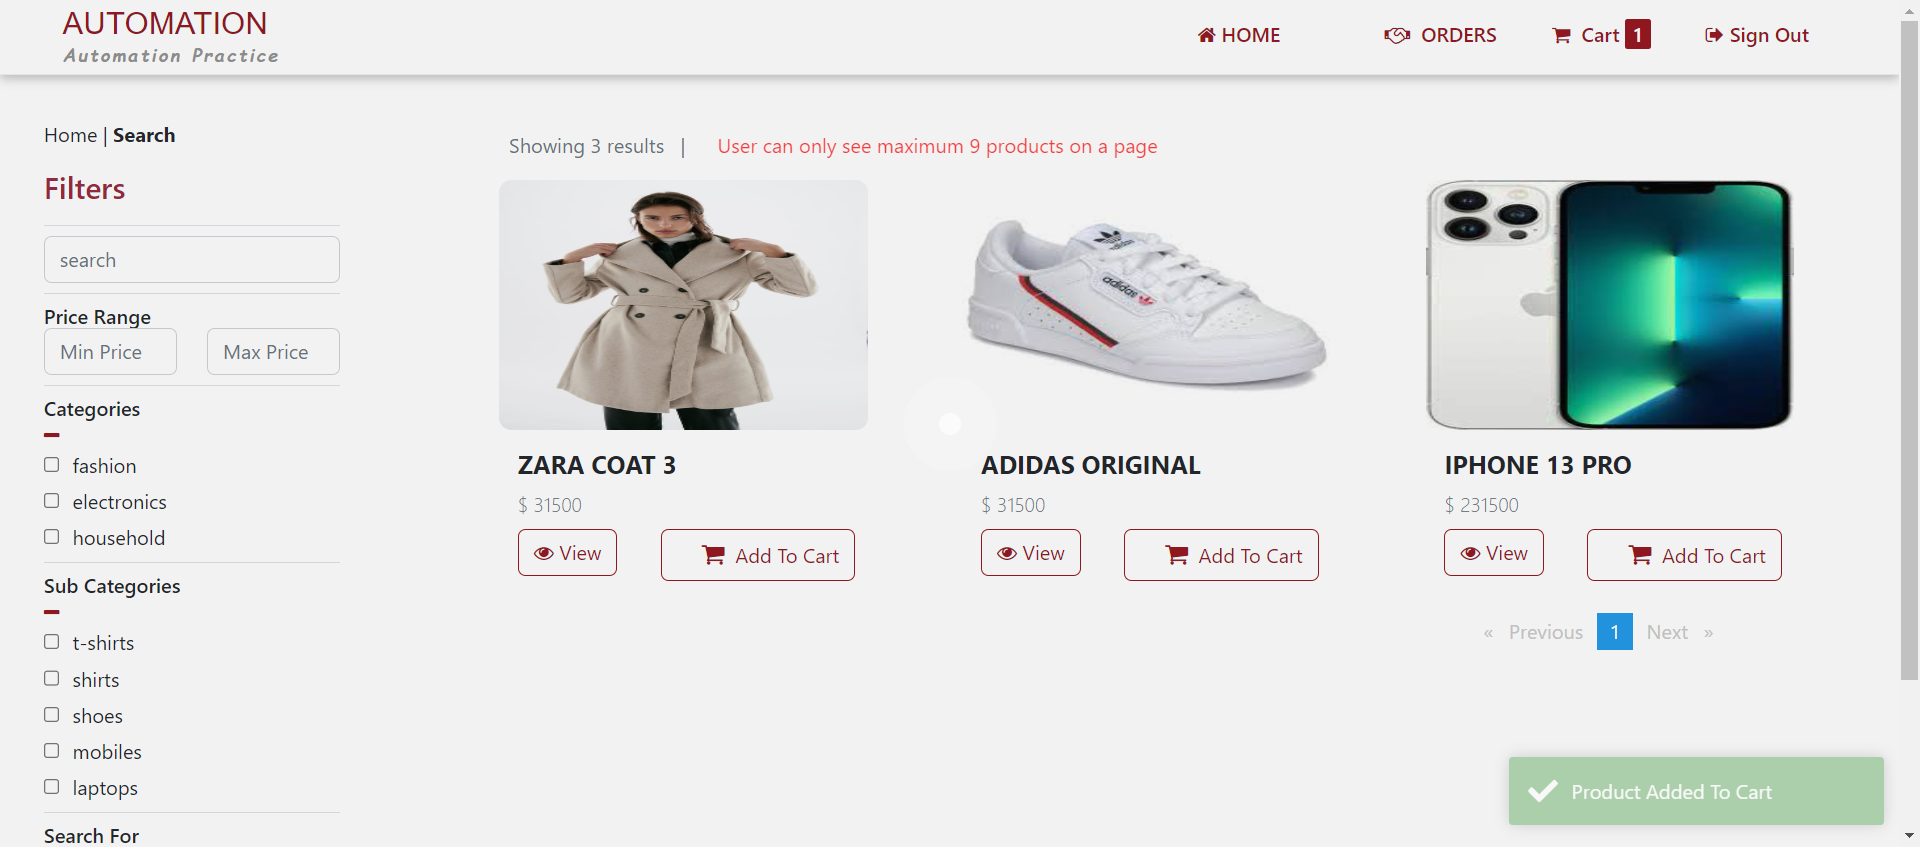 AUTOMATION
Automation Practice
HOME
ORDERS
Cart 1
Sign Out
Home | Search
Showing 3 results | User can only see maximum 9 products on a page
Filters
search
Price Range
Min Price Max Price
Categories
fashion
electronics
household
Sub Categories
t-shirts
shirts
shoes
mobiles
laptops
Search For
adidas
adidas
ZARA COAT 3
$ 31500
View Add To Cart
ADIDAS ORIGINAL
$ 31500
View Add To Cart
IPHONE 13 PRO
$ 231500
View Add To Cart
« Previous 1 Next »
Product Added To Cart